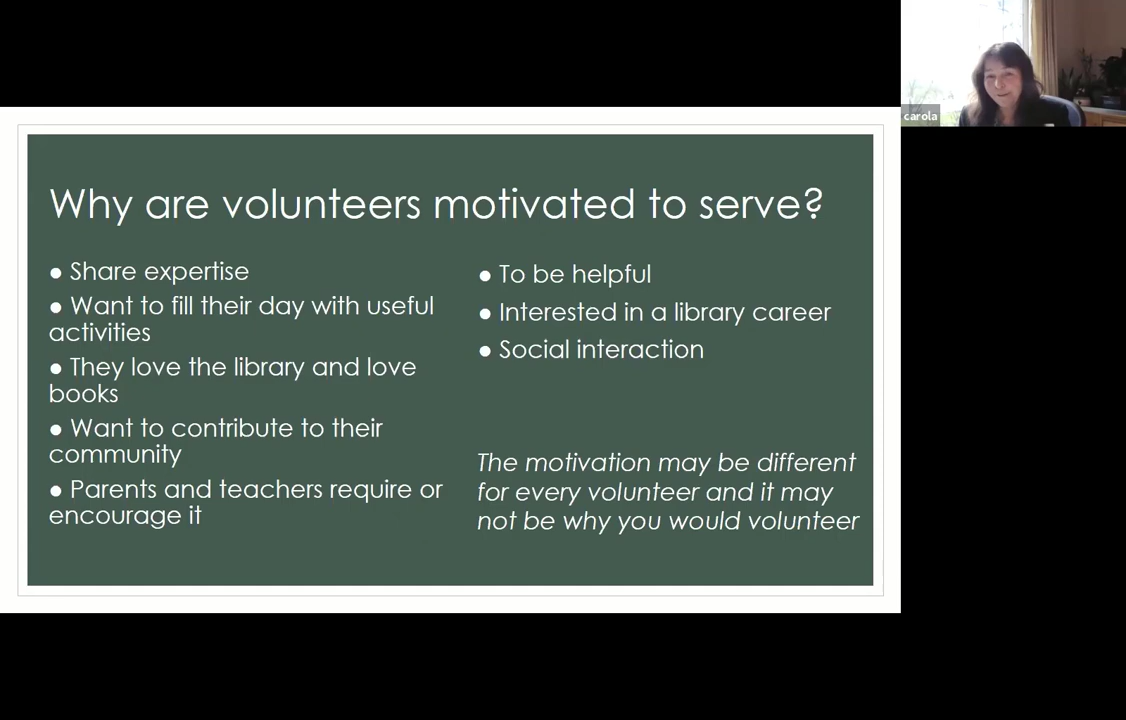 Why are volunteers motivated to serve?
● Share expertise
● Want to fill their day with useful
activities
● They love the library and love
books
● Want to contribute to their
community
● Parents and teachers require or
encourage it
● To be helpful
● Interested in a library career
● Social interaction
The motivation may be different
for every volunteer and it may
not be why you would volunteer
carola